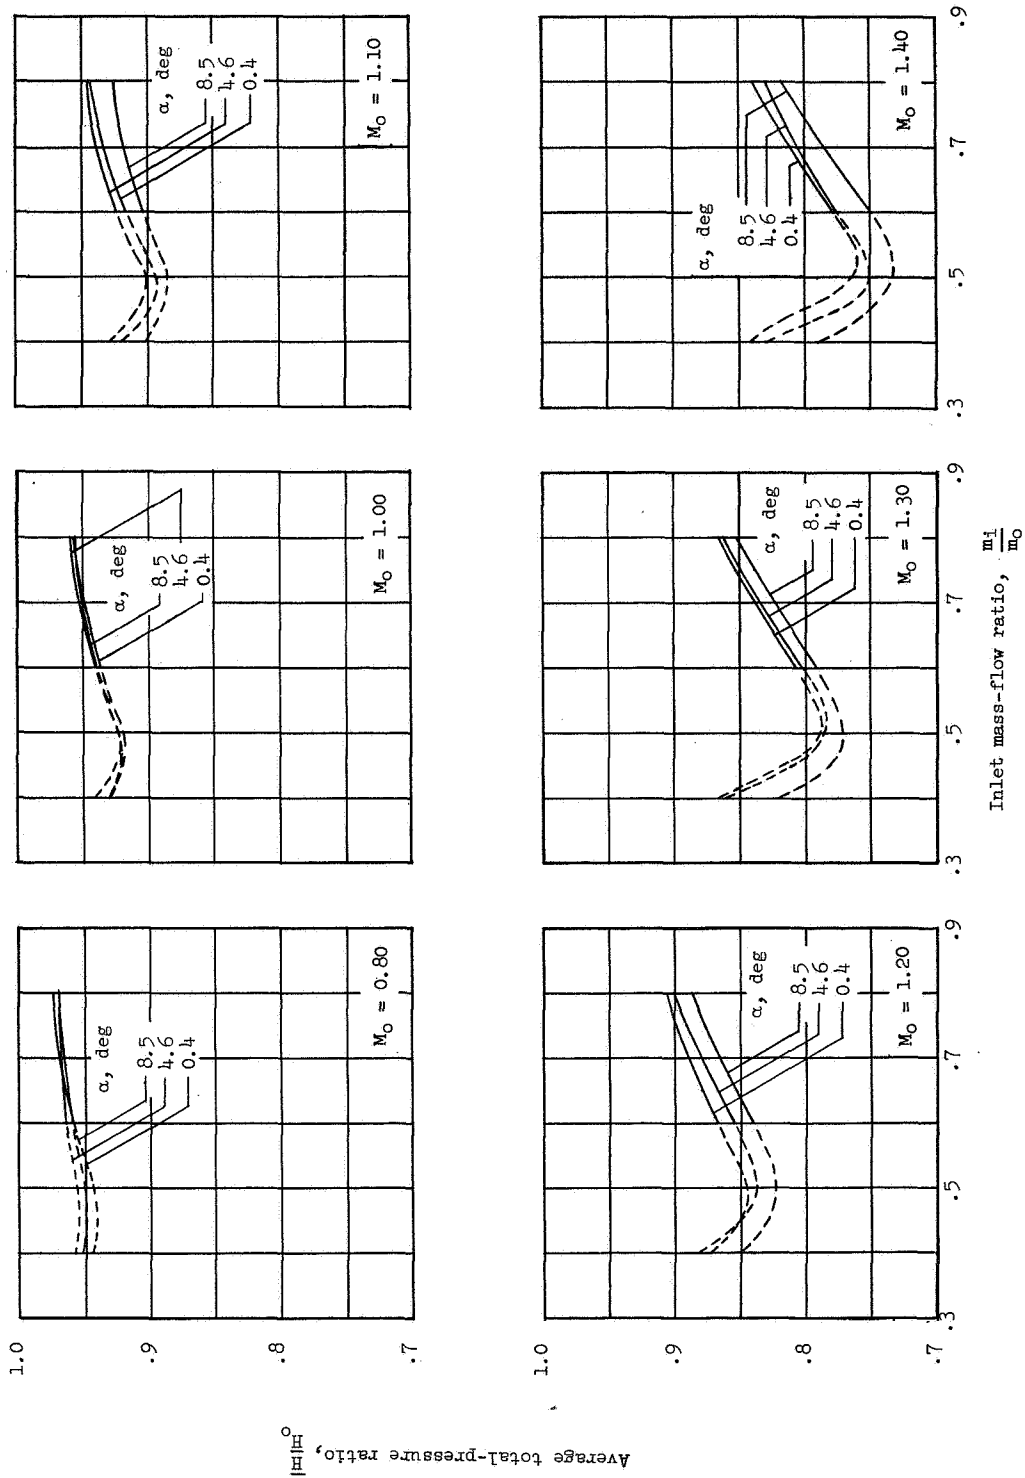 Average total-pressure ratio, H̅/H₀
1.0
.9
.8
.7
α, deg
8.5
4.6
0.4
M₀ = 0.80
α, deg
8.5
4.6
0.4
M₀ = 1.00
α, deg
8.5
4.6
0.4
M₀ = 1.10
1.0
.9
.8
.7
α, deg
8.5
4.6
0.4
M₀ = 1.20
α, deg
8.5
4.6
0.4
M₀ = 1.30
α, deg
8.5
4.6
0.4
M₀ = 1.40
.3 .5 .7 .9 .3 .5 .7 .9 .3 .5 .7 .9
Inlet mass-flow ratio, mᵢ/m₀